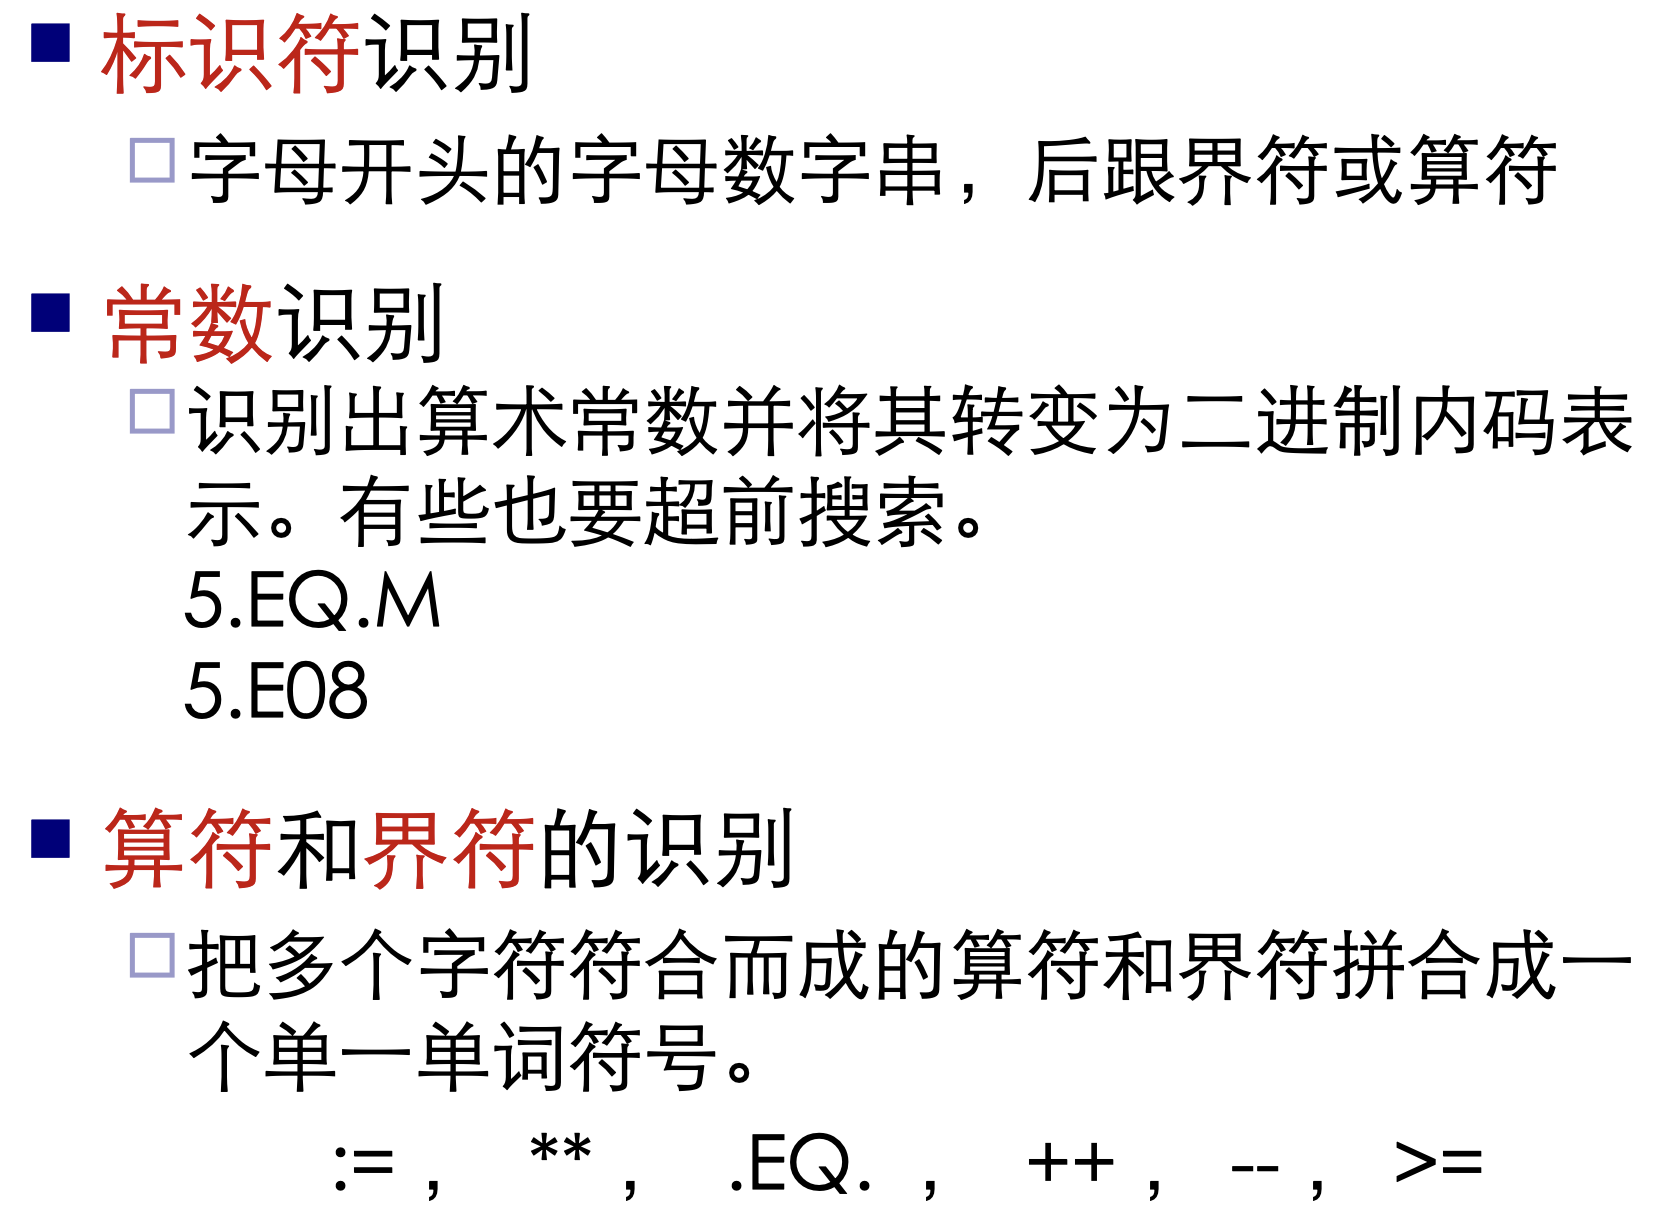 标识符识别
字母开头的字母数字串，后跟界符或算符
常数识别
识别出算术常数并将其转变为二进制内码表
示。有些也要超前搜索。
5.EQ.M
5.E08
算符和界符的识别
把多个字符符合而成的算符和界符拼合成一
个单一单词符号。
:= , ** , .EQ. , ++ , -- , >=